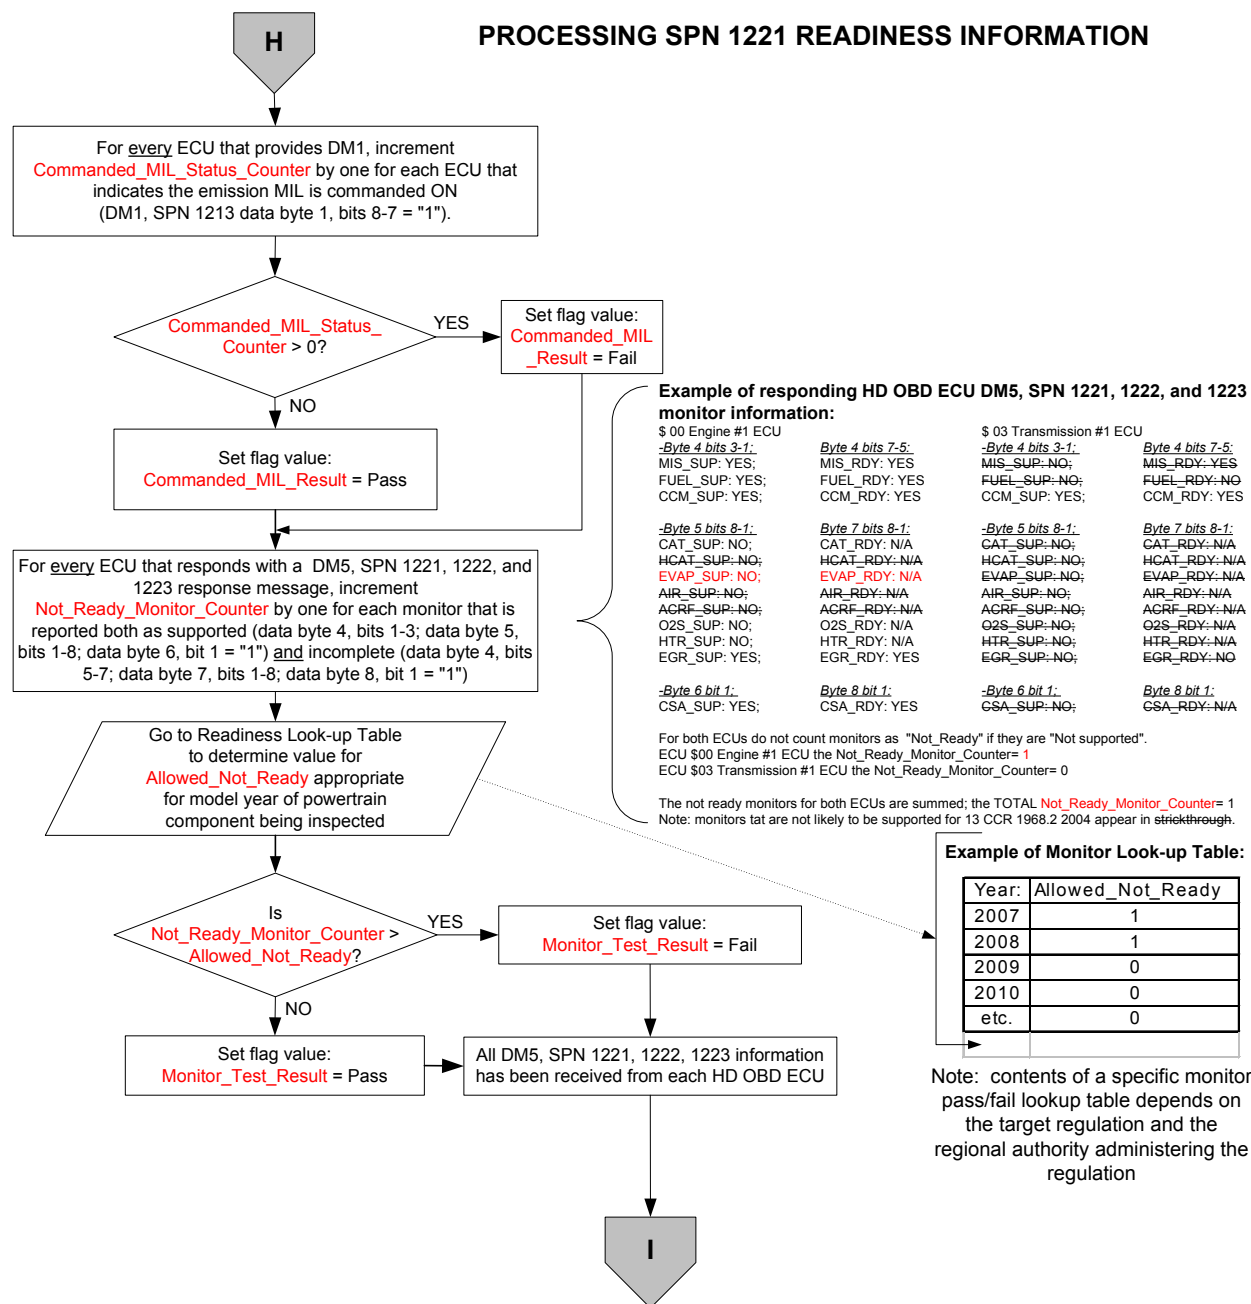 H
PROCESSING SPN 1221 READINESS INFORMATION
For every ECU that provides DM1, increment
Commanded_MIL_Status_Counter by one for each ECU that
indicates the emission MIL is commanded ON
(DM1, SPN 1213 data byte 1, bits 8-7 = "1").
Commanded_MIL_Status_
Counter > 0?
YES
Set flag value:
Commanded_MIL
_Result = Fail
NO
Set flag value:
Commanded_MIL_Result = Pass
For every ECU that responds with a  DM5, SPN 1221, 1222, and
1223 response message, increment
Not_Ready_Monitor_Counter by one for each monitor that is
reported both as supported (data byte 4, bits 1-3; data byte 5,
bits 1-8; data byte 6, bit 1 = "1") and incomplete (data byte 4, bits
5-7; data byte 7, bits 1-8; data byte 8, bit 1 = "1")
Go to Readiness Look-up Table
to determine value for
Allowed_Not_Ready appropriate
for model year of powertrain
component being inspected
Is
Not_Ready_Monitor_Counter >
Allowed_Not_Ready?
YES
Set flag value:
Monitor_Test_Result = Fail
NO
Set flag value:
Monitor_Test_Result = Pass
All DM5, SPN 1221, 1222, 1223 information
has been received from each HD OBD ECU
I
Example of responding HD OBD ECU DM5, SPN 1221, 1222, and 1223
monitor information:
$ 00 Engine #1 ECU $ 03 Transmission #1 ECU
-Byte 4 bits 3-1: Byte 4 bits 7-5: -Byte 4 bits 3-1: Byte 4 bits 7-5:
MIS_SUP: YES; MIS_RDY: YES MIS_SUP: NO; MIS_RDY: YES
FUEL_SUP: YES; FUEL_RDY: YES FUEL_SUP: NO; FUEL_RDY: NO
CCM_SUP: YES; CCM_RDY: YES CCM_SUP: YES; CCM_RDY: YES
-Byte 5 bits 8-1: Byte 7 bits 8-1: -Byte 5 bits 8-1: Byte 7 bits 8-1:
CAT_SUP: NO; CAT_RDY: N/A CAT_SUP: NO; CAT_RDY: N/A
HCAT_SUP: NO; HCAT_RDY: N/A HCAT_SUP: NO; HCAT_RDY: N/A
EVAP_SUP: NO; EVAP_RDY: N/A EVAP_SUP: NO; EVAP_RDY: N/A
AIR_SUP: NO; AIR_RDY: N/A AIR_SUP: NO; AIR_RDY: N/A
ACRF_SUP: NO; ACRF_RDY: N/A ACRF_SUP: NO; ACRF_RDY: N/A
O2S_SUP: NO; O2S_RDY: N/A O2S_SUP: NO; O2S_RDY: N/A
HTR_SUP: NO; HTR_RDY: N/A HTR_SUP: NO; HTR_RDY: N/A
EGR_SUP: YES; EGR_RDY: YES EGR_SUP: NO; EGR_RDY: NO
-Byte 6 bit 1: Byte 8 bit 1: -Byte 6 bit 1: Byte 8 bit 1:
CSA_SUP: YES; CSA_RDY: YES CSA_SUP: NO; CSA_RDY: N/A
For both ECUs do not count monitors as  "Not_Ready" if they are "Not supported".
ECU $00 Engine #1 ECU the Not_Ready_Monitor_Counter= 1
ECU $03 Transmission #1 ECU the Not_Ready_Monitor_Counter= 0
The not ready monitors for both ECUs are summed; the TOTAL Not_Ready_Monitor_Counter= 1
Note: monitors tat are not likely to be supported for 13 CCR 1968.2 2004 appear in strickthrough.
Example of Monitor Look-up Table:
Year: Allowed_Not_Ready
2007 1
2008 1
2009 0
2010 0
etc. 0
Note:  contents of a specific monitor
pass/fail lookup table depends on
the target regulation and the
regional authority administering the
regulation